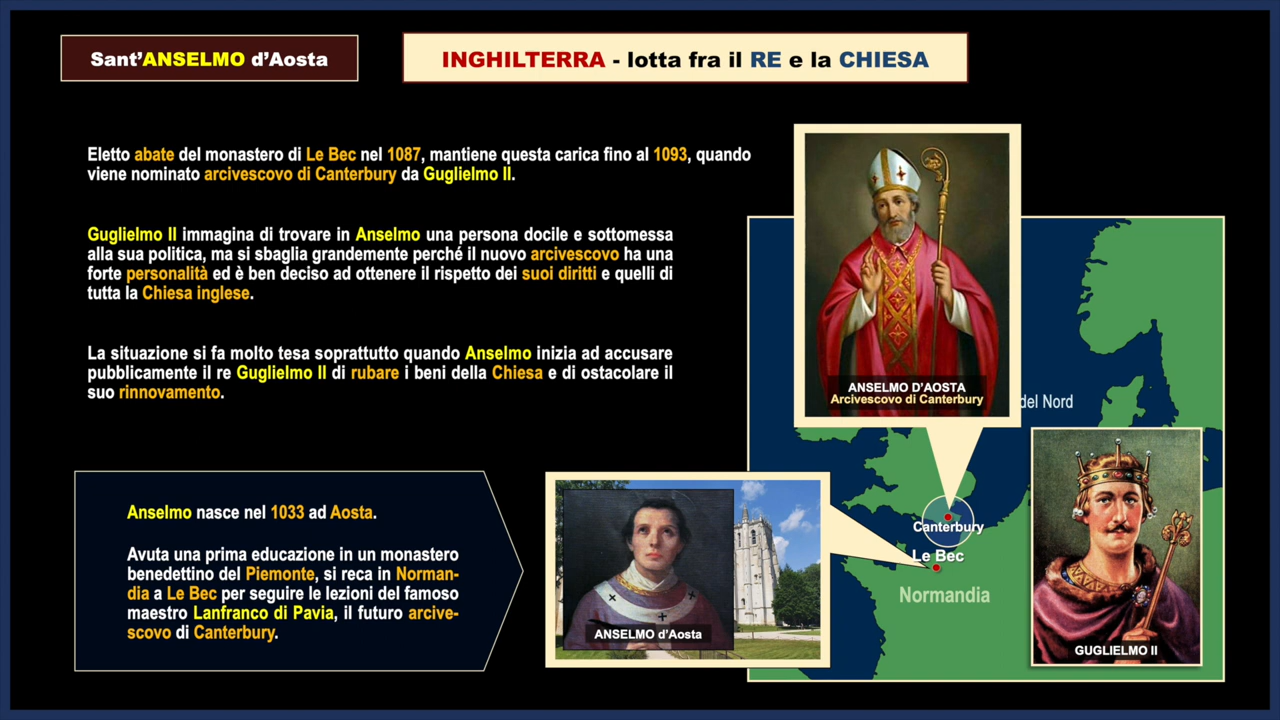 Sant'ANSELMO d'Aosta
INGHILTERRA - lotta fra il RE e la CHIESA
Eletto abate del monastero di Le Bec nel 1087, mantiene questa carica fino al 1093, quando
viene nominato arcivescovo di Canterbury da Guglielmo II.
Guglielmo II immagina di trovare in Anselmo una persona docile e sottomessa
alla sua politica, ma si sbaglia grandemente perché il nuovo arcivescovo ha una
forte personalità ed è ben deciso ad ottenere il rispetto dei suoi diritti e quelli di
tutta la Chiesa inglese.
La situazione si fa molto tesa soprattutto quando Anselmo inizia ad accusare
pubblicamente il re Guglielmo II di rubare i beni della Chiesa e di ostacolare il
suo rinnovamento.
Anselmo nasce nel 1033 ad Aosta.
Avuta una prima educazione in un monastero
benedettino del Piemonte, si reca in Norman-
dia a Le Bec per seguire le lezioni del famoso
maestro Lanfranco di Pavia, il futuro arcive-
scovo di Canterbury.
ANSELMO D'AOSTA
Arcivescovo di Canterbury
del Nord
Canterbury
Le Bec
Normandia
ANSELMO d'Aosta
GUGLIELMO II